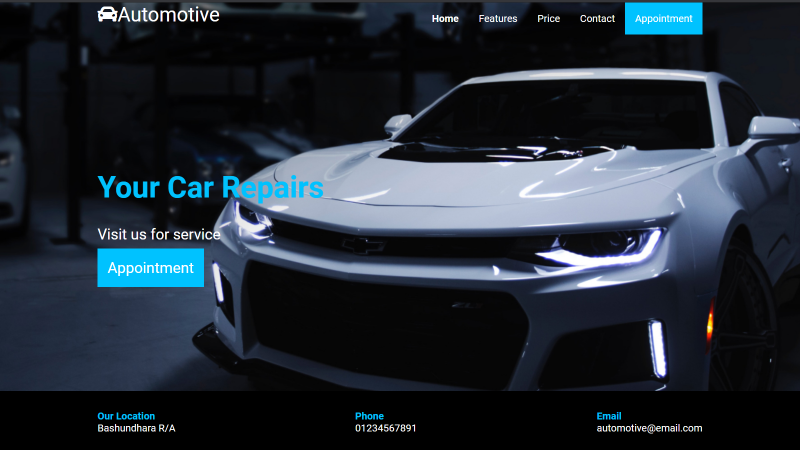 Automotive
Home Features Price Contact Appointment
Your Car Repairs
Visit us for service
Appointment
Our Location Phone Email
Bashundhara R/A 01234567891 automotive@email.com